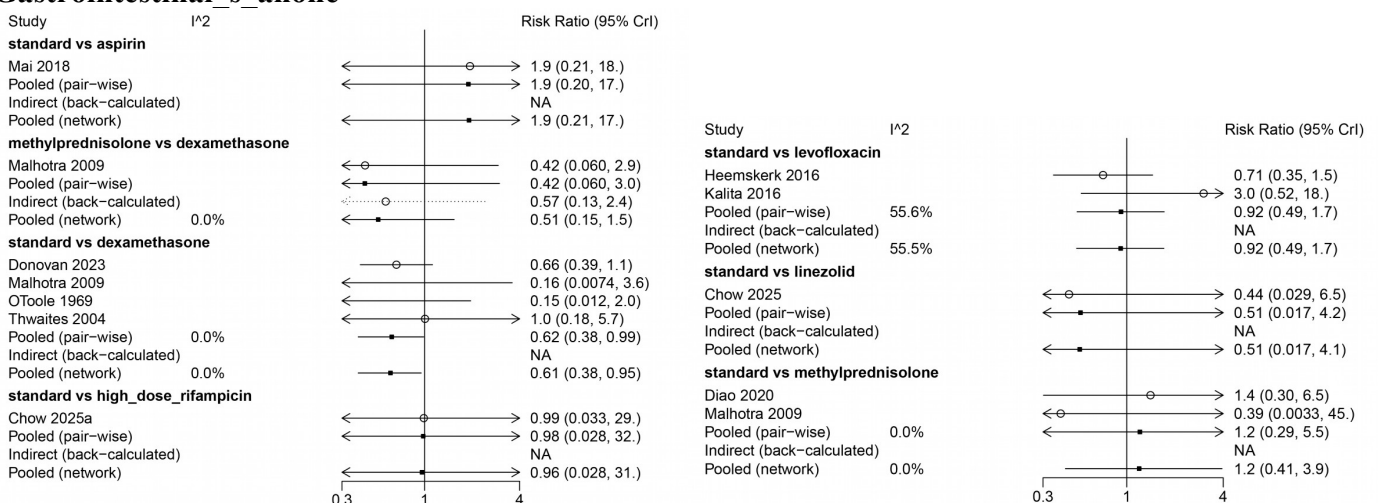 Gastrointestinal_s_alone
Study I^2 Risk Ratio (95% CrI)
standard vs aspirin
Mai 2018 1.9 (0.21, 18.)
Pooled (pair−wise) 1.9 (0.20, 17.)
Indirect (back−calculated) NA
Pooled (network) 1.9 (0.21, 17.)
methylprednisolone vs dexamethasone
Malhotra 2009 0.42 (0.060, 2.9)
Pooled (pair−wise) 0.42 (0.060, 3.0)
Indirect (back−calculated) 0.57 (0.13, 2.4)
Pooled (network) 0.0% 0.51 (0.15, 1.5)
standard vs dexamethasone
Donovan 2023 0.66 (0.39, 1.1)
Malhotra 2009 0.16 (0.0074, 3.6)
OToole 1969 0.15 (0.012, 2.0)
Thwaites 2004 1.0 (0.18, 5.7)
Pooled (pair−wise) 0.0% 0.62 (0.38, 0.99)
Indirect (back−calculated) NA
Pooled (network) 0.0% 0.61 (0.38, 0.95)
standard vs high_dose_rifampicin
Chow 2025a 0.99 (0.033, 29.)
Pooled (pair−wise) 0.98 (0.028, 32.)
Indirect (back−calculated) NA
Pooled (network) 0.96 (0.028, 31.)
0.3 1 4
Study I^2 Risk Ratio (95% CrI)
standard vs levofloxacin
Heemskerk 2016 0.71 (0.35, 1.5)
Kalita 2016 3.0 (0.52, 18.)
Pooled (pair−wise) 55.6% 0.92 (0.49, 1.7)
Indirect (back−calculated) NA
Pooled (network) 55.5% 0.92 (0.49, 1.7)
standard vs linezolid
Chow 2025 0.44 (0.029, 6.5)
Pooled (pair−wise) 0.51 (0.017, 4.2)
Indirect (back−calculated) NA
Pooled (network) 0.51 (0.017, 4.1)
standard vs methylprednisolone
Diao 2020 1.4 (0.30, 6.5)
Malhotra 2009 0.39 (0.0033, 45.)
Pooled (pair−wise) 0.0% 1.2 (0.29, 5.5)
Indirect (back−calculated) NA
Pooled (network) 0.0% 1.2 (0.41, 3.9)
0.3 1 4